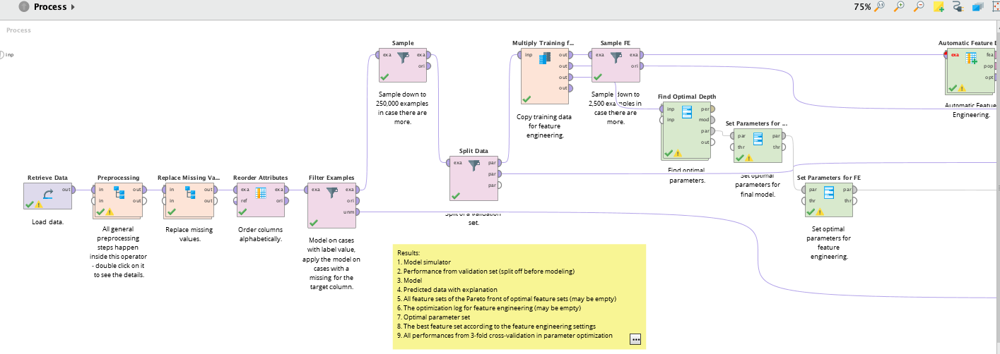 Process
75%
Process
inp
Retrieve Data
out
Load data.
Preprocessing
in out
in out
All general
preprocessing
steps happen
inside this operator
- double click on it
to see the details.
Replace Missing Va...
in out
in out
Replace missing
values.
Reorder Attributes
exa exa
ref ori
Order columns
alphabetically.
Filter Examples
exa exa
ori
unm
Model on cases
with label value,
apply the model on
cases with a
missing for the
target column.
Sample
exa exa
ori
Sample down to
250,000 examples
in case there are
more.
Split Data
exa par
par
par
Split of a validation
set.
Multiply Training f...
inp out
out
out
out
Copy training data
for feature
engineering.
Sample FE
exa exa
ori
Sample down to
2,500 examples in
case there are
more.
Find Optimal Depth
inp per
inp mod
par
out
Find optimal
parameters.
Set Parameters for ...
par par
thr thr
Set optimal
parameters for
final model.
Set Parameters for FE
par par
thr thr
Set optimal
parameters for
feature
engineering.
Automatic Feature E
exa fea
pop
opt
Automatic Feature
Engineering.
Results:
1. Model simulator
2. Performance from validation set (split off before modeling)
3. Model
4. Predicted data with explanation
5. All feature sets of the Pareto front of optimal feature sets (may be empty)
6. The optimization log for feature engineering (may be empty)
7. Optimal parameter set
8. The best feature set according to the feature engineering settings
9. All performances from 3-fold cross-validation in parameter optimization